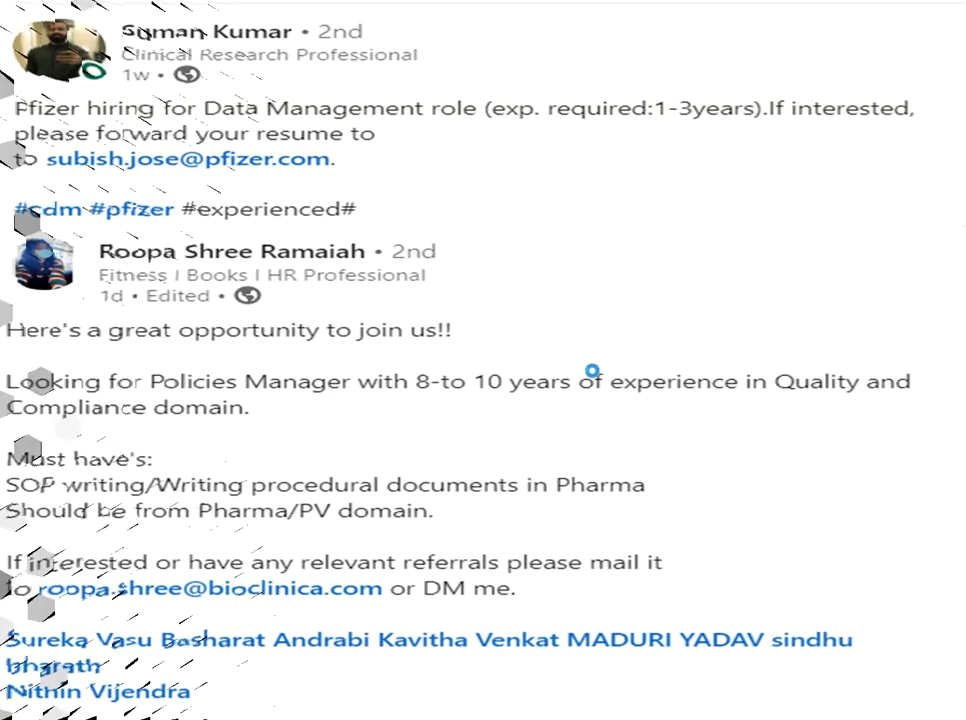 Suman Kumar • 2nd
Clinical Research Professional
1w •
Pfizer hiring for Data Management role (exp. required:1-3years).If interested,
please forward your resume to
to subish.jose@pfizer.com.
#cdm #pfizer #experienced#
Roopa Shree Ramaiah • 2nd
Fitness I Books I HR Professional
1d • Edited •
Here's a great opportunity to join us!!
Looking for Policies Manager with 8-to 10 years of experience in Quality and
Compliance domain.
Must have's:
SOP writing/Writing procedural documents in Pharma
Should be from Pharma/PV domain.
If interested or have any relevant referrals please mail it
to roopa.shree@bioclinica.com or DM me.
Sureka Vasu Basharat Andrabi Kavitha Venkat MADURI YADAV sindhu
bharath
Nithin Vijendra